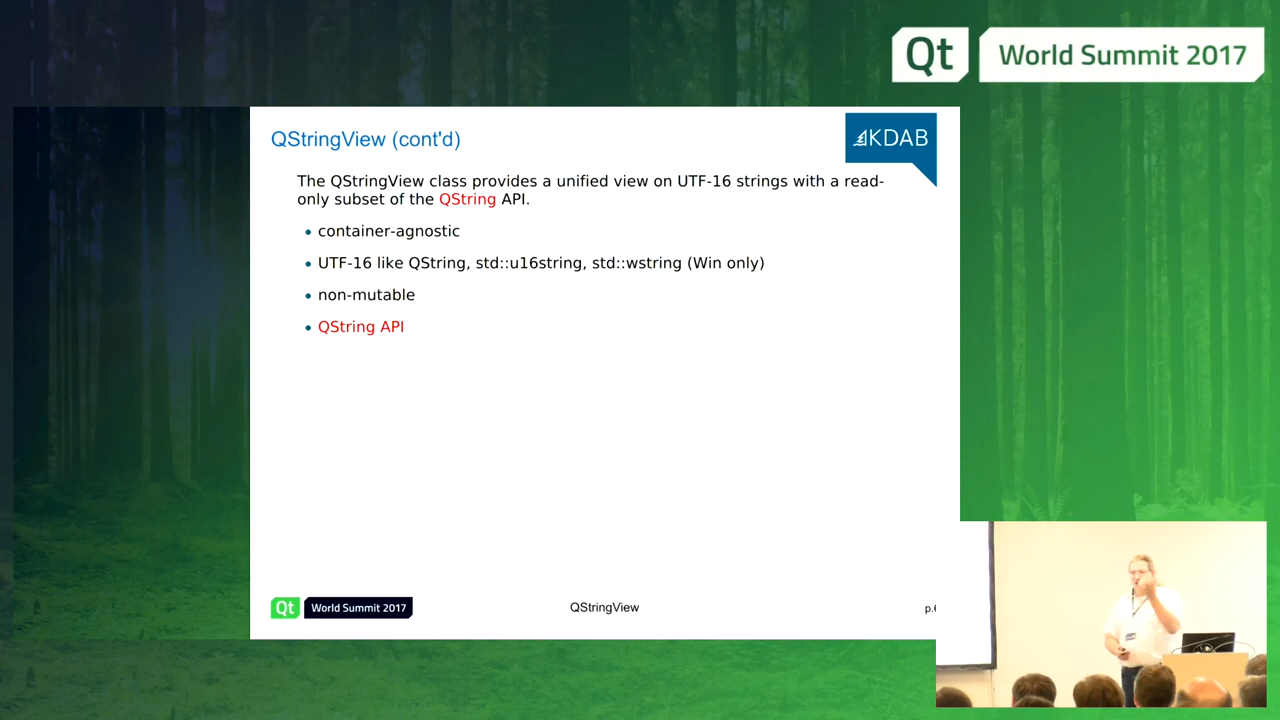 Qt World Summit 2017
QStringView (cont'd)
KDAB
The QStringView class provides a unified view on UTF-16 strings with a read-
only subset of the QString API.
• container-agnostic
• UTF-16 like QString, std::u16string, std::wstring (Win only)
• non-mutable
• QString API
Qt World Summit 2017
QStringView
p.6